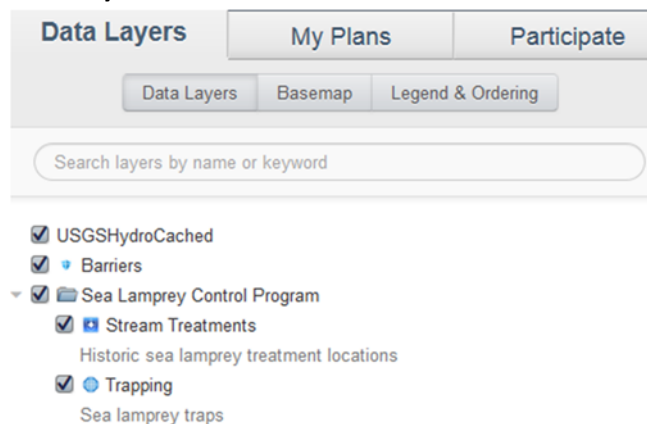 Data Layers My Plans Participate
Data Layers Basemap Legend & Ordering
Search layers by name or keyword
USGSHydroCached
Barriers
Sea Lamprey Control Program
Stream Treatments
Historic sea lamprey treatment locations
Trapping
Sea lamprey traps